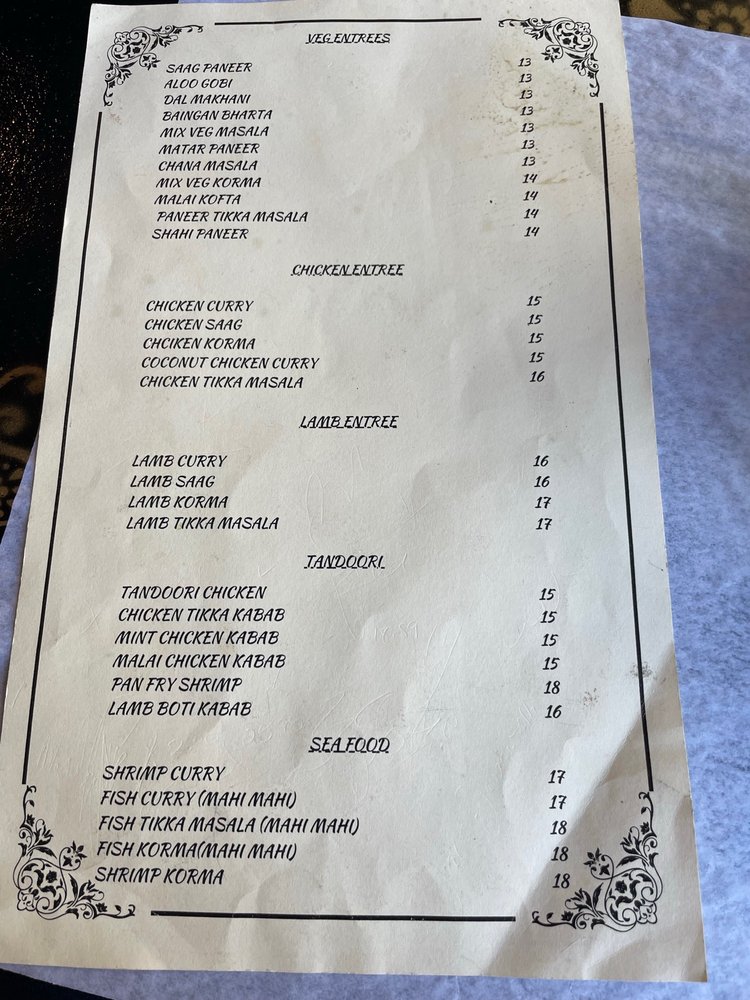 VEG ENTREES
SAAG PANEER 13
ALOO GOBI 13
DAL MAKHANI 13
BAINGAN BHARTA 13
MIX VEG MASALA 13
MATAR PANEER 13
CHANA MASALA 13
MIX VEG KORMA 14
MALAI KOFTA 14
PANEER TIKKA MASALA 14
SHAHI PANEER 14
CHICKEN ENTREE
CHICKEN CURRY 15
CHICKEN SAAG 15
CHCIKEN KORMA 15
COCONUT CHICKEN CURRY 15
CHICKEN TIKKA MASALA 16
LAMB ENTREE
LAMB CURRY 16
LAMB SAAG 16
LAMB KORMA 17
LAMB TIKKA MASALA 17
TANDOORI
TANDOORI CHICKEN 15
CHICKEN TIKKA KABAB 15
MINT CHICKEN KABAB 15
MALAI CHICKEN KABAB 15
PAN FRY SHRIMP 18
LAMB BOTI KABAB 16
SEA FOOD
SHRIMP CURRY 17
FISH CURRY (MAHI MAHI) 17
FISH TIKKA MASALA (MAHI MAHI) 18
FISH KORMA(MAHI MAHI) 18
SHRIMP KORMA 18